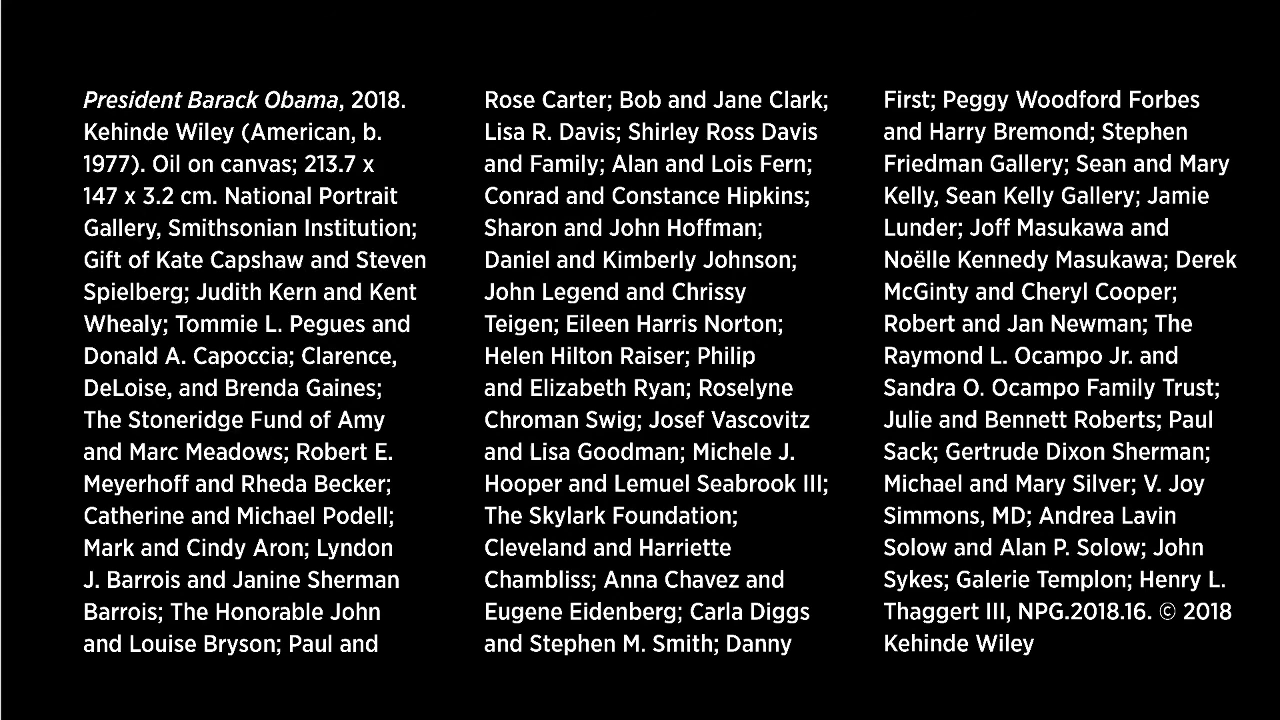 President Barack Obama, 2018.
Kehinde Wiley (American, b.
1977). Oil on canvas; 213.7 x
147 x 3.2 cm. National Portrait
Gallery, Smithsonian Institution;
Gift of Kate Capshaw and Steven
Spielberg; Judith Kern and Kent
Whealy; Tommie L. Pegues and
Donald A. Capoccia; Clarence,
DeLoise, and Brenda Gaines;
The Stoneridge Fund of Amy
and Marc Meadows; Robert E.
Meyerhoff and Rheda Becker;
Catherine and Michael Podell;
Mark and Cindy Aron; Lyndon
J. Barrois and Janine Sherman
Barrois; The Honorable John
and Louise Bryson; Paul and
Rose Carter; Bob and Jane Clark;
Lisa R. Davis; Shirley Ross Davis
and Family; Alan and Lois Fern;
Conrad and Constance Hipkins;
Sharon and John Hoffman;
Daniel and Kimberly Johnson;
John Legend and Chrissy
Teigen; Eileen Harris Norton;
Helen Hilton Raiser; Philip
and Elizabeth Ryan; Roselyne
Chroman Swig; Josef Vascovitz
and Lisa Goodman; Michele J.
Hooper and Lemuel Seabrook III;
The Skylark Foundation;
Cleveland and Harriette
Chambliss; Anna Chavez and
Eugene Eidenberg; Carla Diggs
and Stephen M. Smith; Danny
First; Peggy Woodford Forbes
and Harry Bremond; Stephen
Friedman Gallery; Sean and Mary
Kelly, Sean Kelly Gallery; Jamie
Lunder; Joff Masukawa and
Noëlle Kennedy Masukawa; Derek
McGinty and Cheryl Cooper;
Robert and Jan Newman; The
Raymond L. Ocampo Jr. and
Sandra O. Ocampo Family Trust;
Julie and Bennett Roberts; Paul
Sack; Gertrude Dixon Sherman;
Michael and Mary Silver; V. Joy
Simmons, MD; Andrea Lavin
Solow and Alan P. Solow; John
Sykes; Galerie Templon; Henry L.
Thaggert III, NPG.2018.16. © 2018
Kehinde Wiley